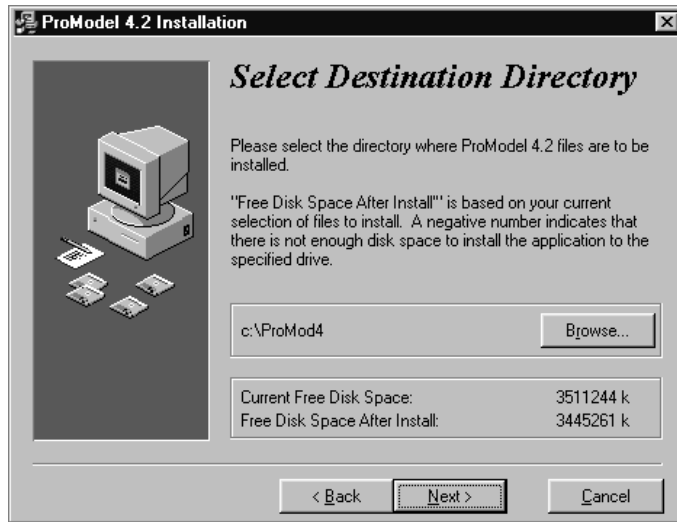 ProModel 4.2 Installation
Select Destination Directory
Please select the directory where ProModel 4.2 files are to be
installed.
"Free Disk Space After Install"' is based on your current
selection of files to install.  A negative number indicates that
there is not enough disk space to install the application to the
specified drive.
c:\ProMod4
Browse...
Current Free Disk Space: 3511244 k
Free Disk Space After Install: 3445261 k
< Back
Next >
Cancel